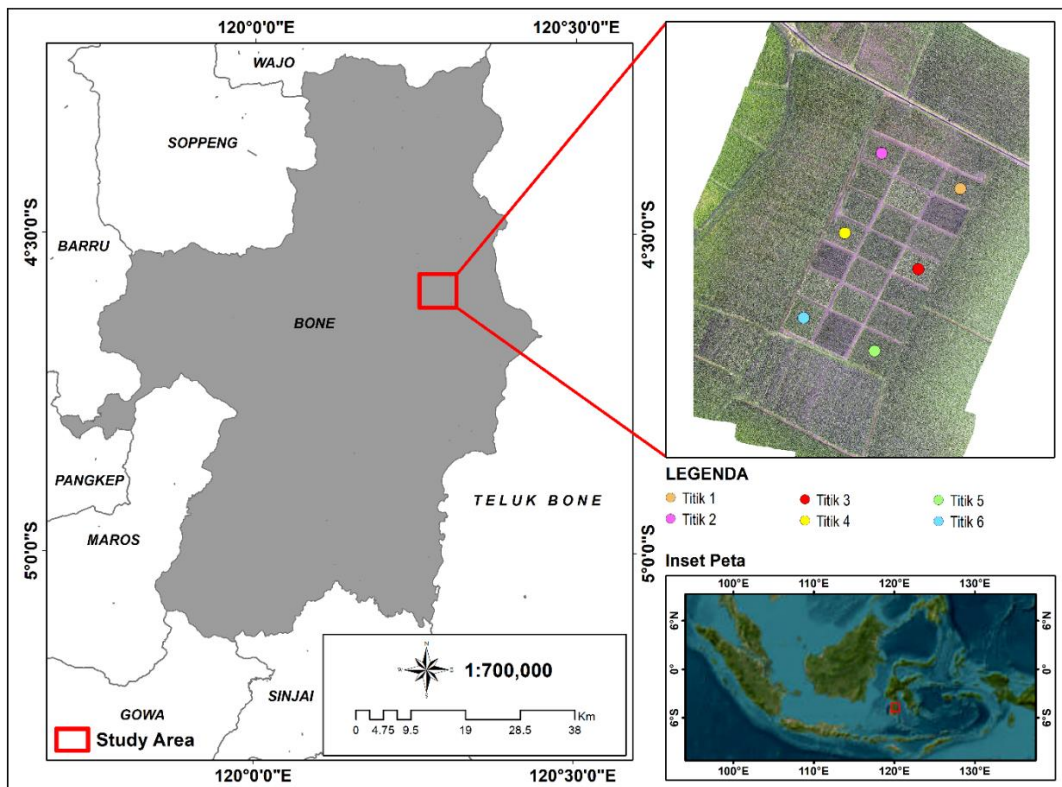 120°0'0"E
120°30'0"E
WAJO
SOPPENG
4°30'0"S
4°30'0"S
BARRU
BONE
PANGKEP
TELUK BONE
MAROS
5°0'0"S
5°0'0"S
N
1:700,000
SINJAI
Km
0 4.75 9.5 19 28.5 38
GOWA
Study Area
120°0'0"E
120°30'0"E
LEGENDA
Titik 1
Titik 3
Titik 5
Titik 2
Titik 4
Titik 6
Inset Peta
100°E 110°E 120°E 130°E
6°N
6°N
0°
0°
6°S
6°S
100°E 110°E 120°E 130°E